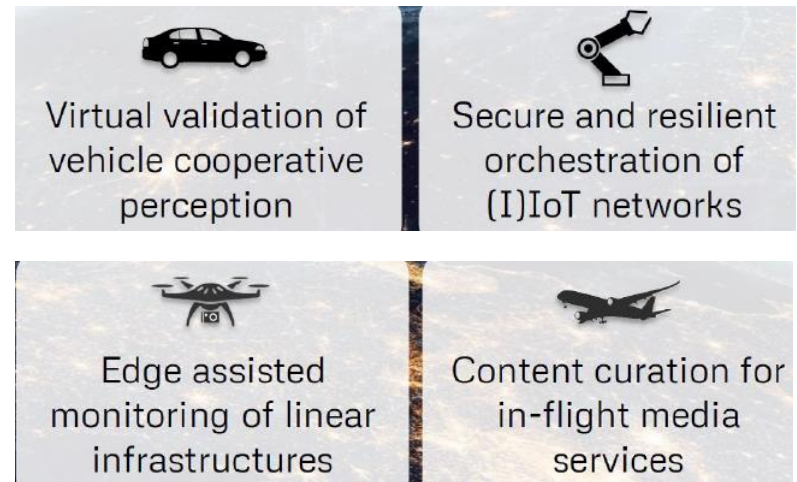 Virtual validation of
vehicle cooperative
perception
Secure and resilient
orchestration of
(I)IoT networks
Edge assisted
monitoring of linear
infrastructures
Content curation for
in-flight media
services